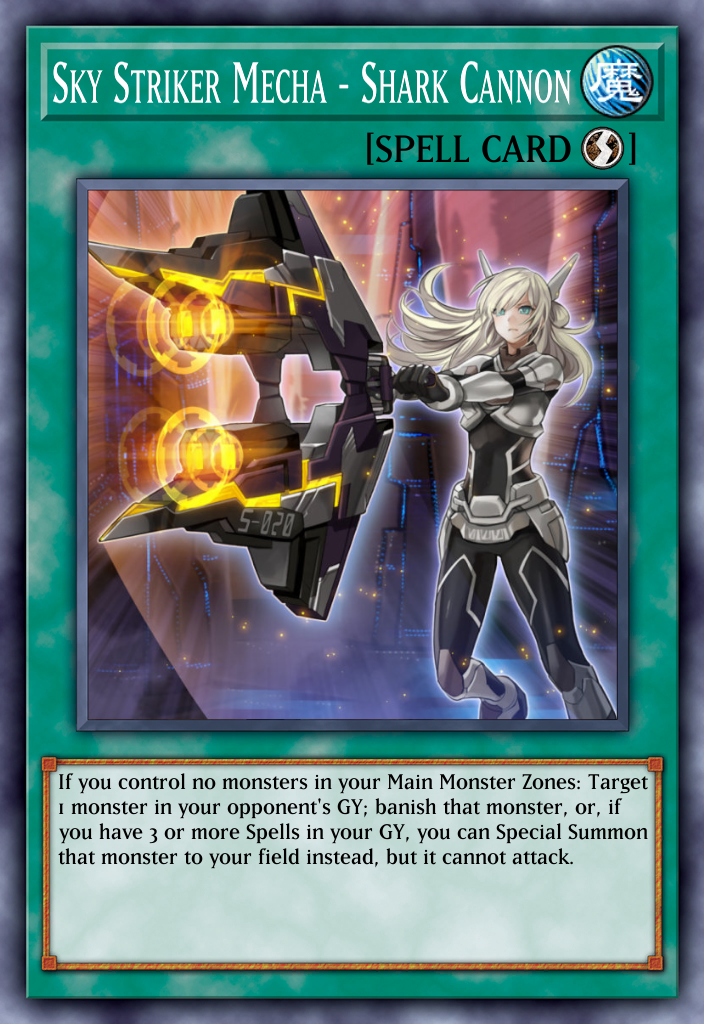 Sky Striker Mecha - Shark Cannon 魔
[SPELL CARD ]
S-020
If you control no monsters in your Main Monster Zones: Target
1 monster in your opponent's GY; banish that monster, or, if
you have 3 or more Spells in your GY, you can Special Summon
that monster to your field instead, but it cannot attack.